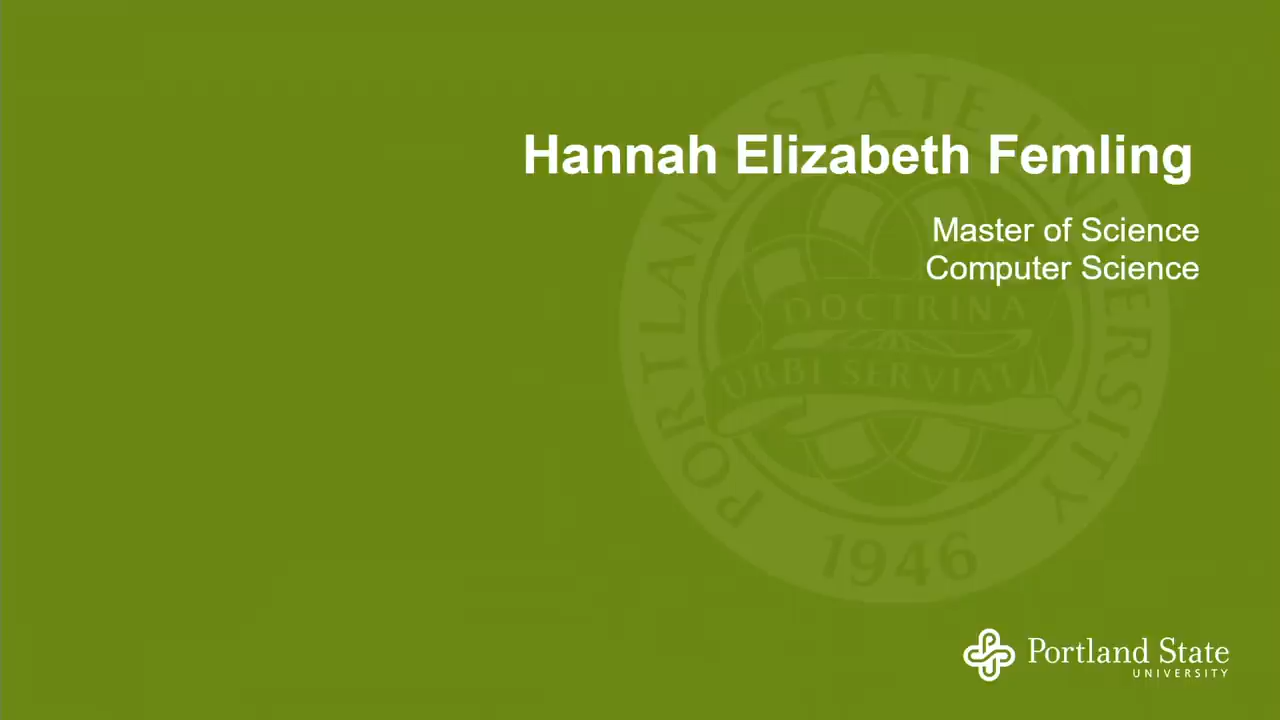 Hannah Elizabeth Femling
Master of Science
Computer Science
PORTLAND STATE UNIVERSITY
DOCTRINA
URBI SERVIAT
1946
Portland State
UNIVERSITY